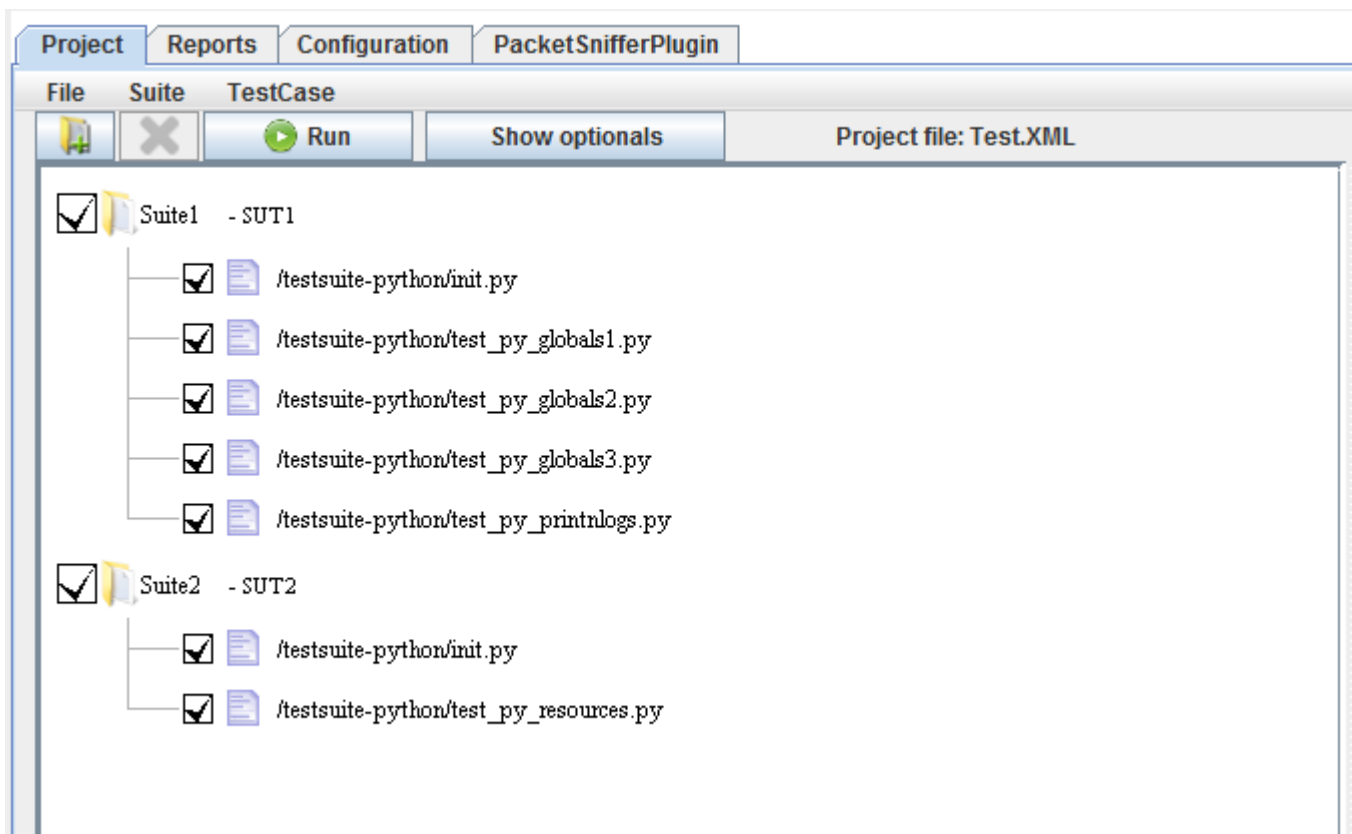 Project Reports Configuration PacketSnifferPlugin
File Suite TestCase
Run Show optionals Project file: Test.XML
Suite1 - SUT1
/testsuite-python/init.py
/testsuite-python/test_py_globals1.py
/testsuite-python/test_py_globals2.py
/testsuite-python/test_py_globals3.py
/testsuite-python/test_py_printnlogs.py
Suite2 - SUT2
/testsuite-python/init.py
/testsuite-python/test_py_resources.py